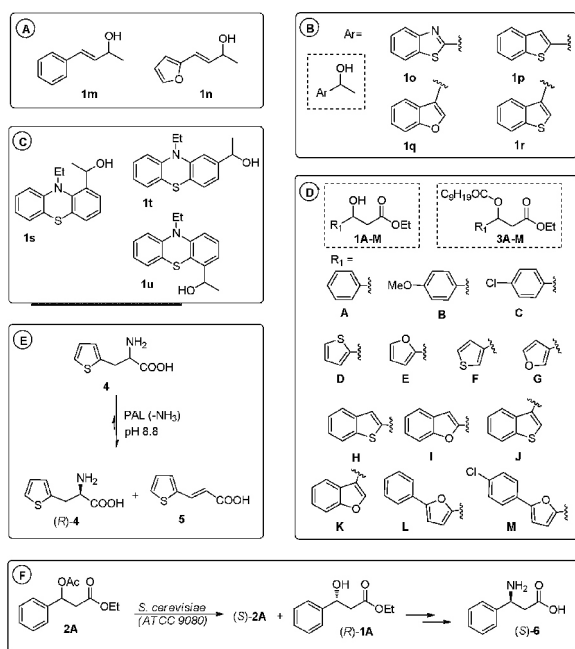 A
OH
1m
O
OH
1n
B
Ar=
OH
Ar
N
S
1o
S
1p
O
1q
S
1r
C
Et
N
OH
S
1s
Et
N
S
OH
1t
Et
N
S
HO
1u
D
OH O
R1 OEt
1A-M
C9H19OCO O
R1 OEt
3A-M
R1 =
A
MeO
B
Cl
C
S
D
O
E
S
F
O
G
S
H
O
I
S
J
O
K
O
L
Cl
O
M
E
NH2
S COOH
4
PAL (-NH3)
pH 8.8
NH2
S COOH
(R)-4
+
S COOH
5
F
OAc O
OEt
2A
S. cerevisiae
(ATCC 9080)
(S)-2A +
OH O
OEt
(R)-1A
NH2 O
OH
(S)-6